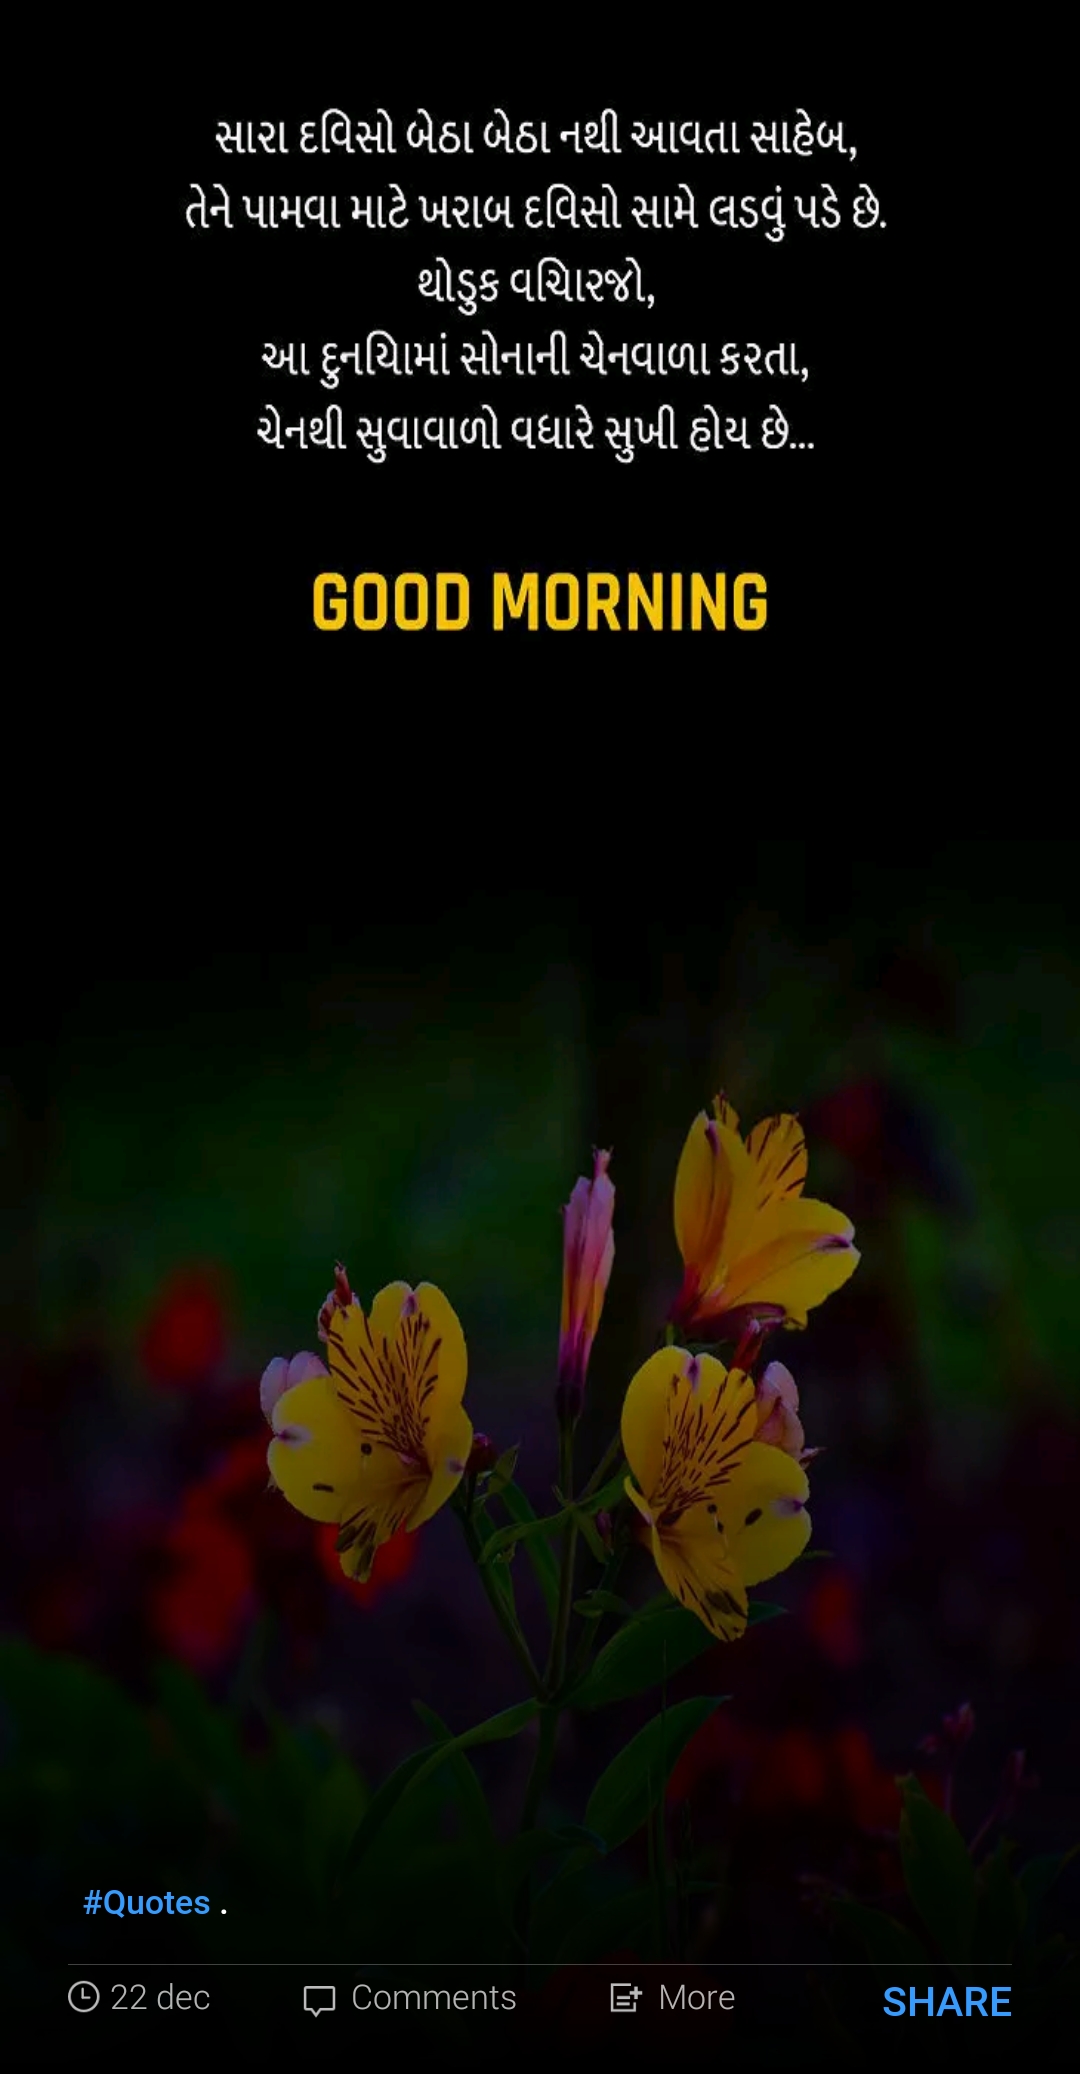 સારા દિવસો બેઠા બેઠા નથી આવતા સાહેબ,
તેને પામવા માટે ખરાબ દિવસો સામે લડવું પડે છે.
થોડુક વિચારજો,
આ દુનિયામાં સોનાની ચેનવાળા કરતા,
ચેનથી સુવાવાળો વધારે સુખી હોય છે...
GOOD MORNING
#Quotes .
22 dec
Comments
More
SHARE